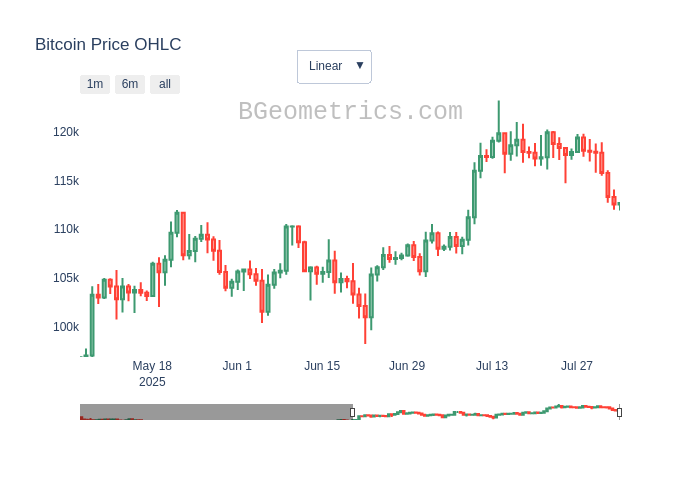 Bitcoin Price OHLC
Linear ▼
1m 6m all
BGeometrics.com
120k
115k
110k
105k
100k
May 18 Jun 1 Jun 15 Jun 29 Jul 13 Jul 27
2025